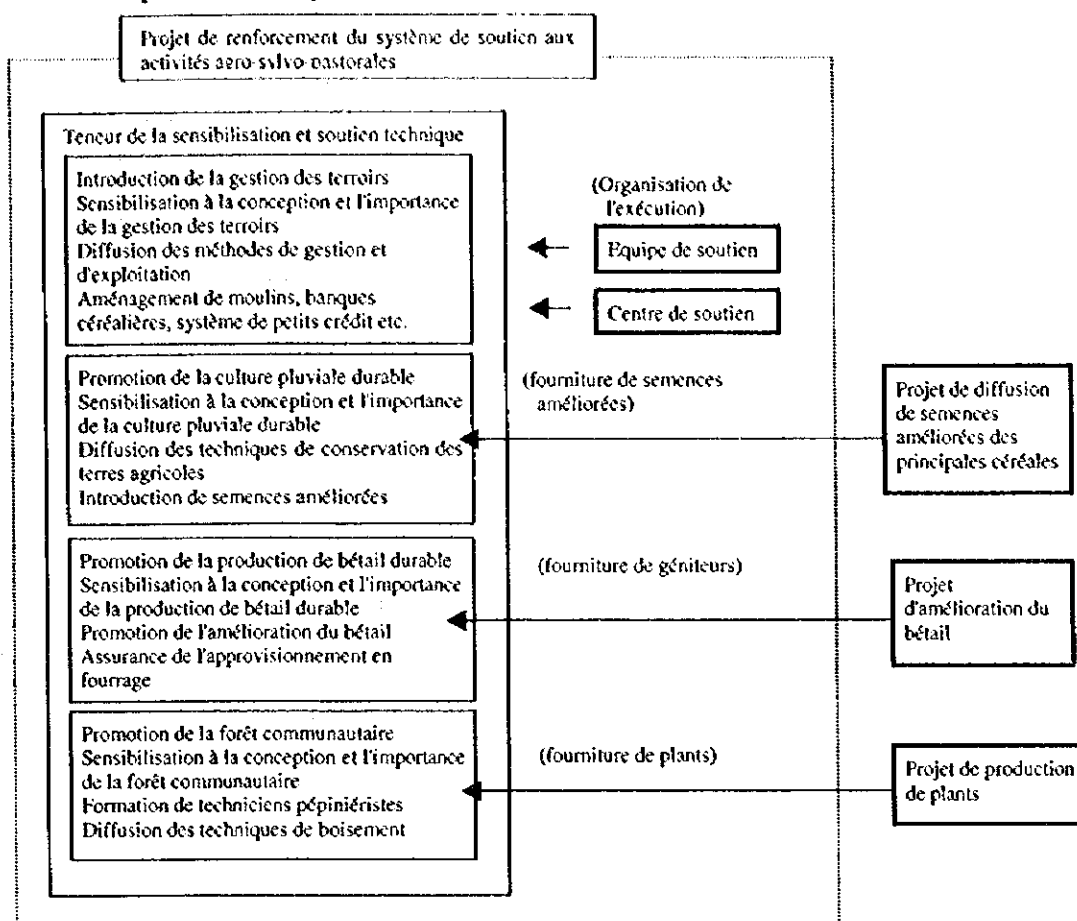 Projet de renforcement du système de soutien aux
activités agro-sylvo-pastorales
Teneur de la sensibilisation et soutien technique
Introduction de la gestion des terroirs
Sensibilisation à la conception et l'importance
de la gestion des terroirs
Diffusion des méthodes de gestion et
d'exploitation
Aménagement de moulins, banques
céréalières, système de petits crédit etc.
(Organisation de
l'exécution)
Equipe de soutien
Centre de soutien
Promotion de la culture pluviale durable
Sensibilisation à la conception et l'importance
de la culture pluviale durable
Diffusion des techniques de conservation des
terres agricoles
Introduction de semences améliorées
(fourniture de semences
améliorées)
Projet de diffusion
de semences
améliorées des
principales céréales
Promotion de la production de bétail durable
Sensibilisation à la conception et l'importance
de la production de bétail durable
Promotion de l'amélioration du bétail
Assurance de l'approvisionnement en
fourrage
(fourniture de géniteurs)
Projet
d'amélioration du
bétail
Promotion de la forêt communautaire
Sensibilisation à la conception et l'importance
de la forêt communautaire
Formation de techniciens pépiniéristes
Diffusion des techniques de boisement
(fourniture de plants)
Projet de production
de plants